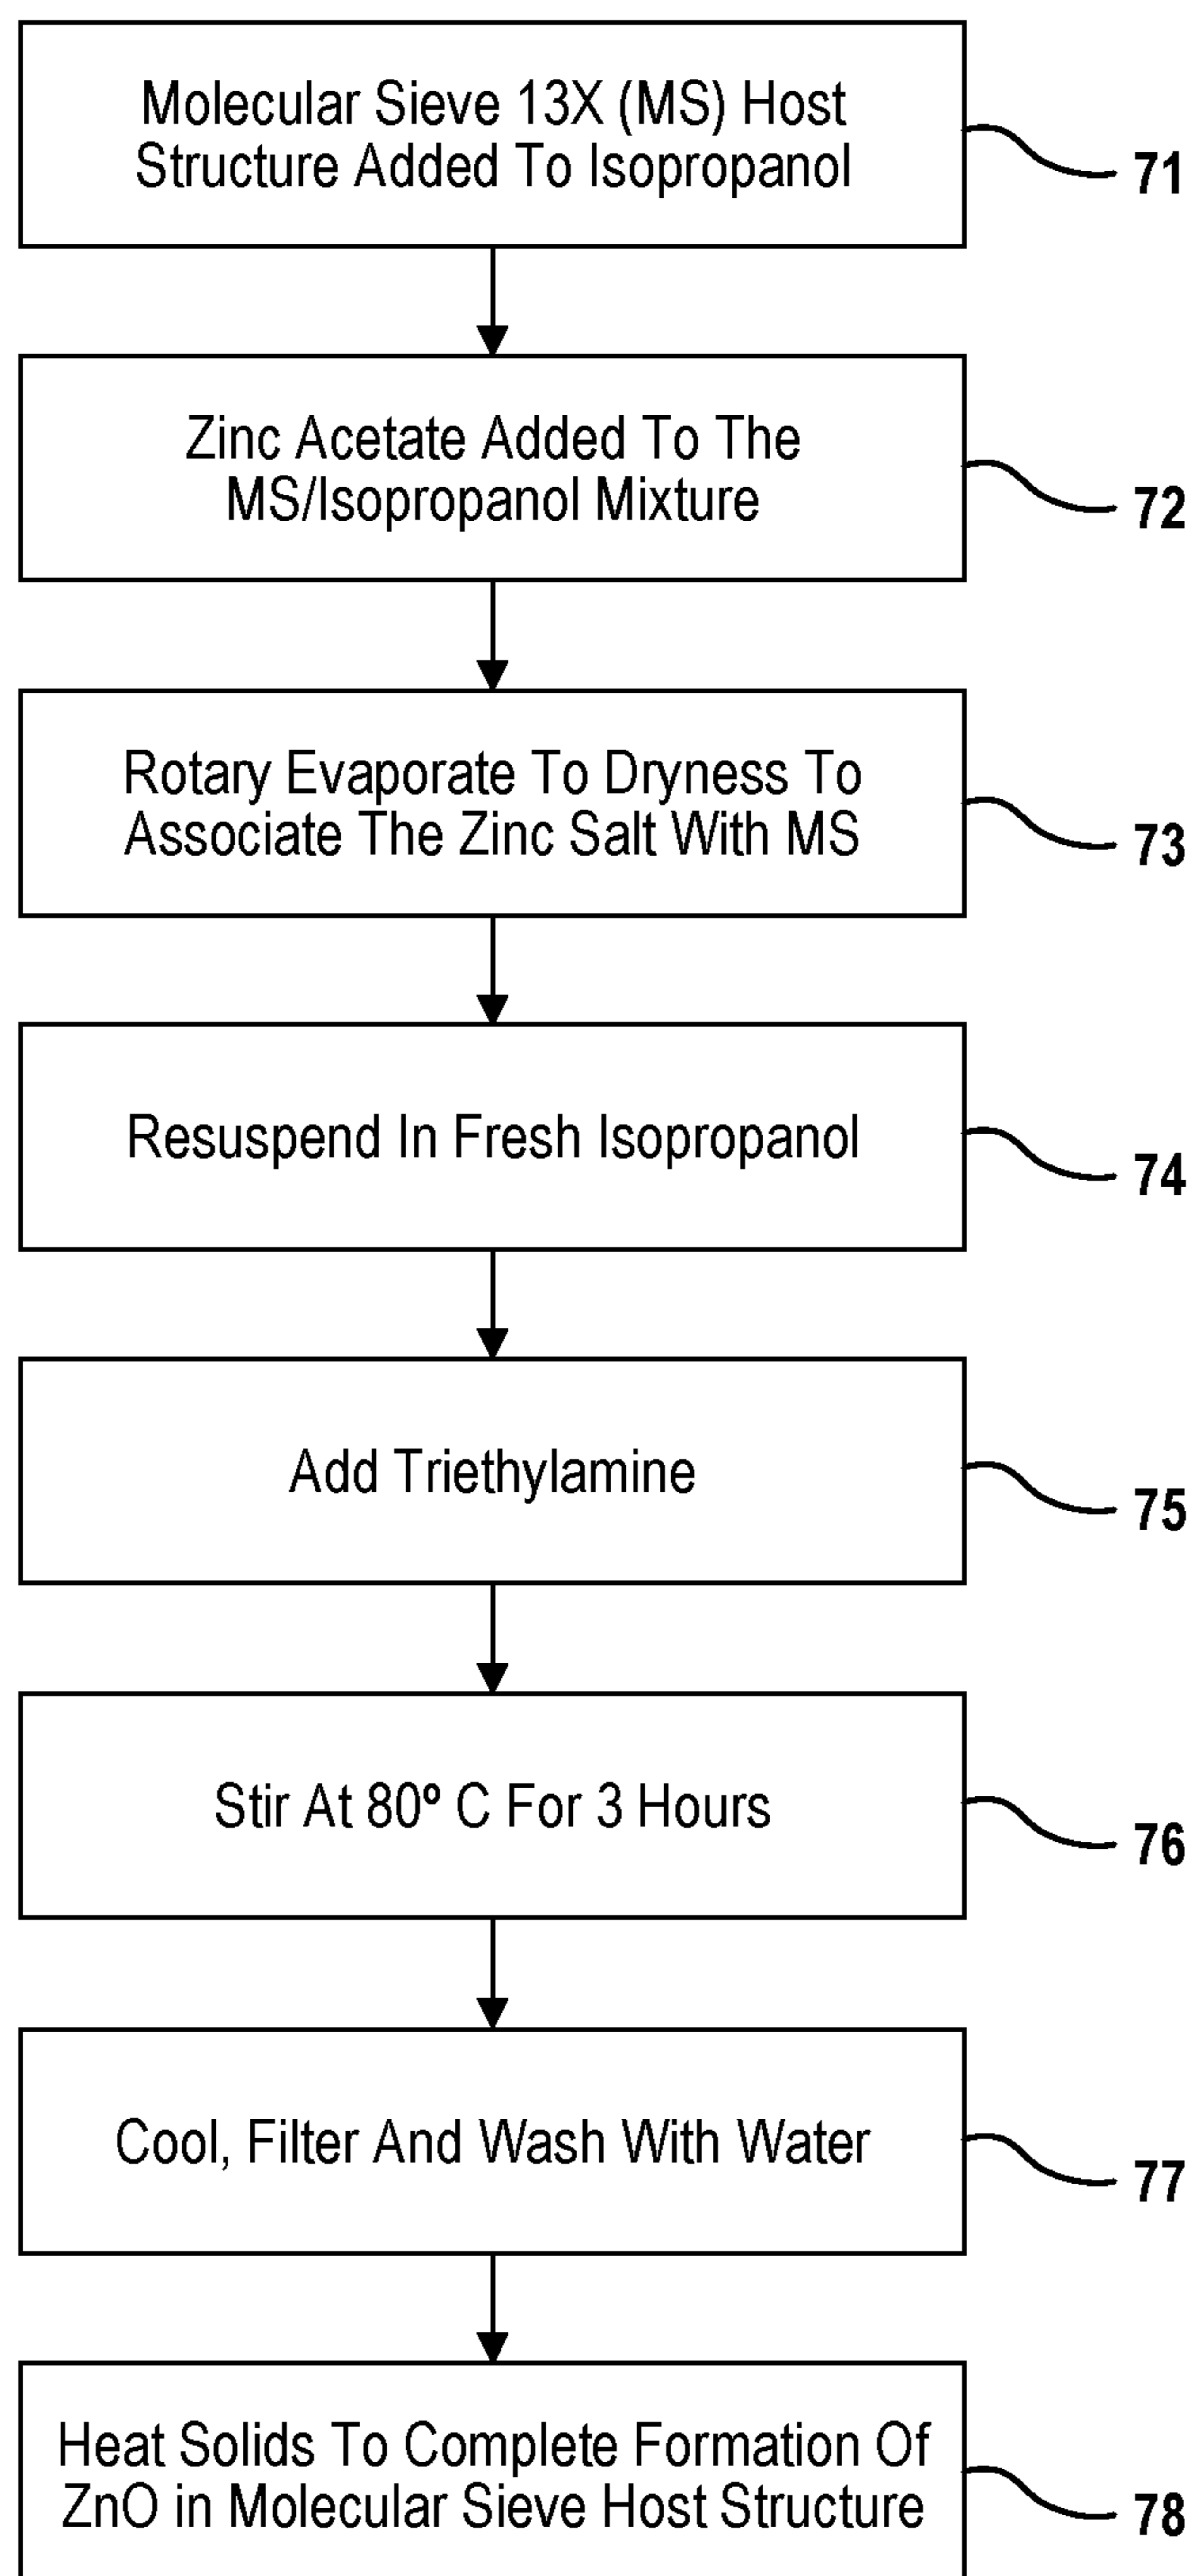 Molecular Sieve 13X (MS) Host
Structure Added To Isopropanol
71
Zinc Acetate Added To The
MS/Isopropanol Mixture
72
Rotary Evaporate To Dryness To
Associate The Zinc Salt With MS
73
Resuspend In Fresh Isopropanol
74
Add Triethylamine
75
Stir At 80º C For 3 Hours
76
Cool, Filter And Wash With Water
77
Heat Solids To Complete Formation Of
ZnO in Molecular Sieve Host Structure
78